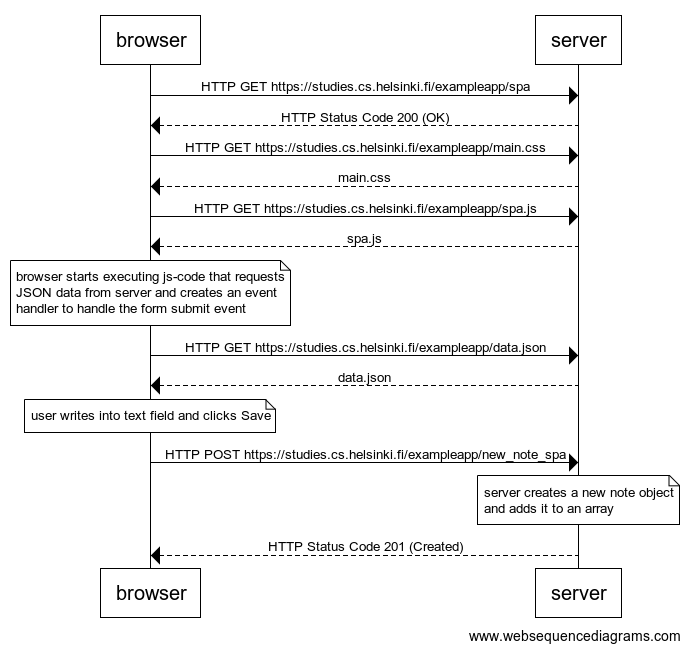 browser server
HTTP GET https://studies.cs.helsinki.fi/exampleapp/spa
HTTP Status Code 200 (OK)
HTTP GET https://studies.cs.helsinki.fi/exampleapp/main.css
main.css
HTTP GET https://studies.cs.helsinki.fi/exampleapp/spa.js
spa.js
browser starts executing js-code that requests
JSON data from server and creates an event
handler to handle the form submit event
HTTP GET https://studies.cs.helsinki.fi/exampleapp/data.json
data.json
user writes into text field and clicks Save
HTTP POST https://studies.cs.helsinki.fi/exampleapp/new_note_spa
server creates a new note object
and adds it to an array
HTTP Status Code 201 (Created)
browser server
www.websequencediagrams.com